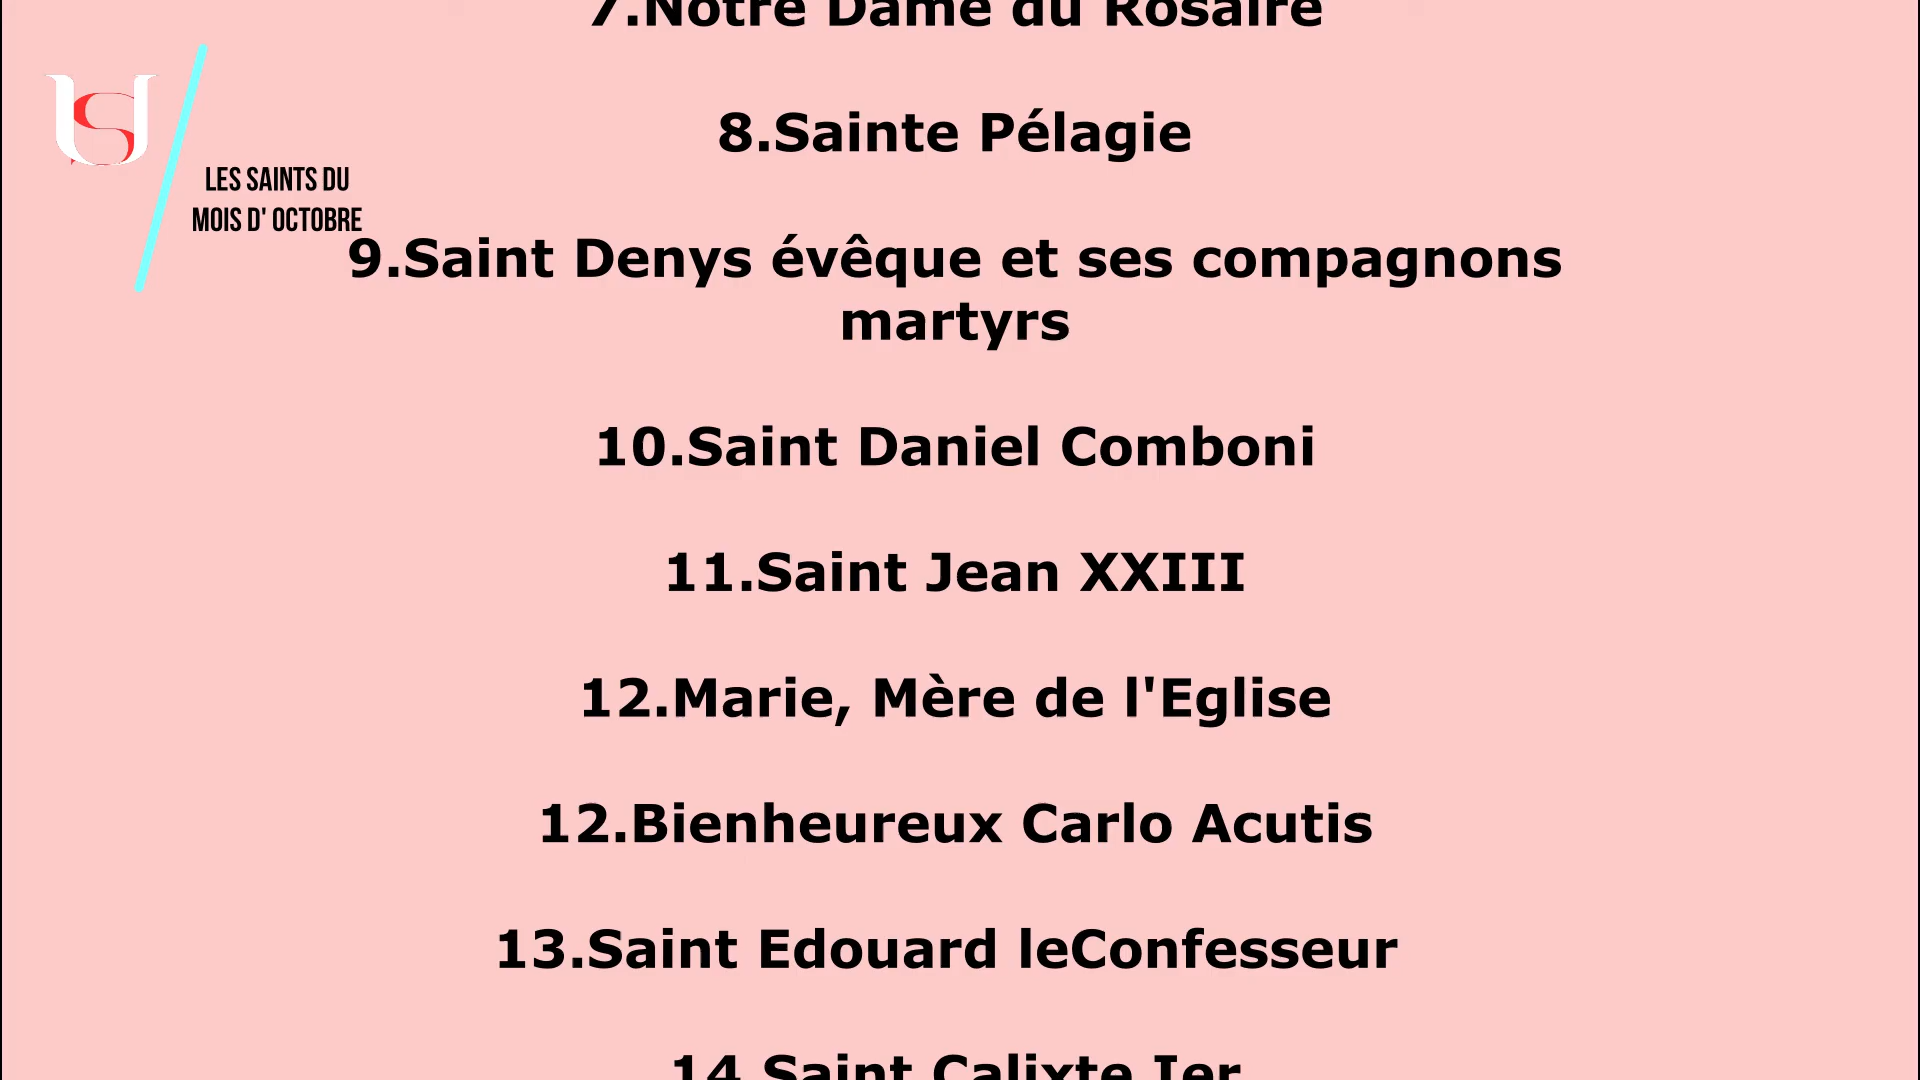 7.Notre Dame du Rosaire
US
LES SAINTS DU
MOIS D' OCTOBRE
8.Sainte Pélagie
9.Saint Denys évêque et ses compagnons
martyrs
10.Saint Daniel Comboni
11.Saint Jean XXIII
12.Marie, Mère de l'Eglise
12.Bienheureux Carlo Acutis
13.Saint Edouard leConfesseur
14.Saint Calixte Ier